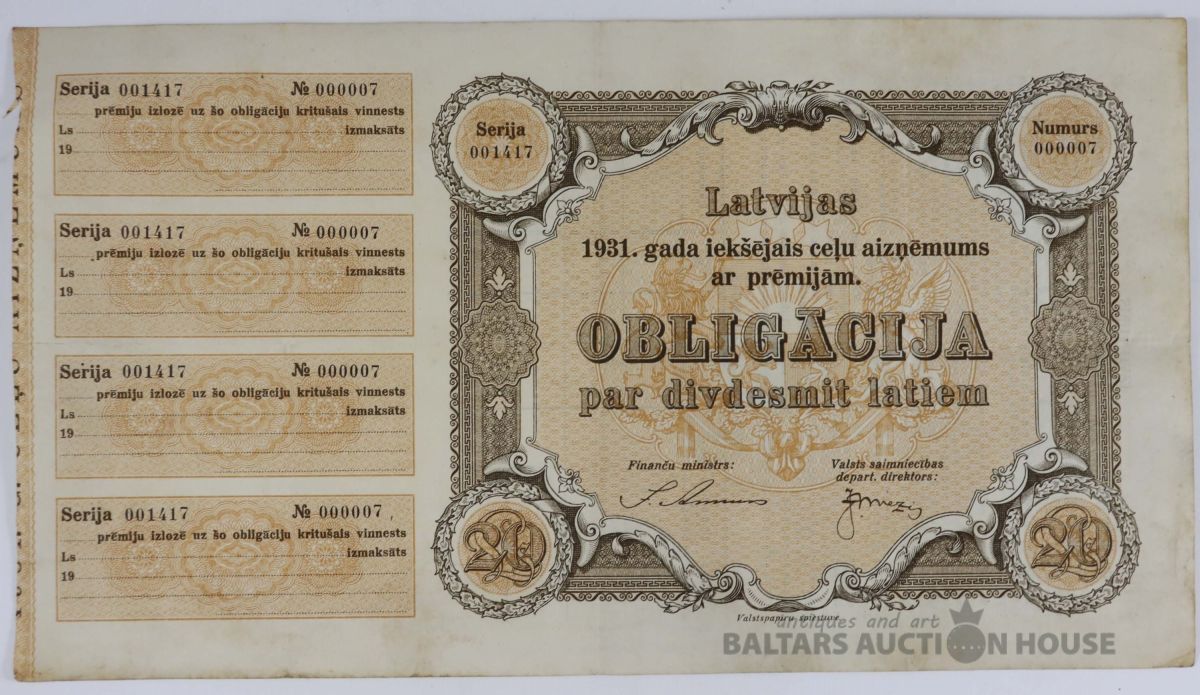 Serija 001417 № 000007
prēmiju izlozē uz šo obligāciju kritušais vinnests
Ls izmaksāts
19
Serija 001417 № 000007
prēmiju izlozē uz šo obligāciju kritušais vinnests
Ls izmaksāts
19
Serija 001417 № 000007
prēmiju izlozē uz šo obligāciju kritušais vinnests
Ls izmaksāts
19
Serija 001417 № 000007
prēmiju izlozē uz šo obligāciju kritušais vinnests
Ls izmaksāts
19
Serija
001417
Numurs
000007
Latvijas
1931. gada iekšējais ceļu aizņēmums
ar prēmijām.
OBLIGĀCIJA
par divdesmit latiem
Finanču ministrs:
Valsts saimniecības
depart. direktors:
20
20
Valstspapīru spiestuve
antiques and art
BALTARS AUCTION HOUSE